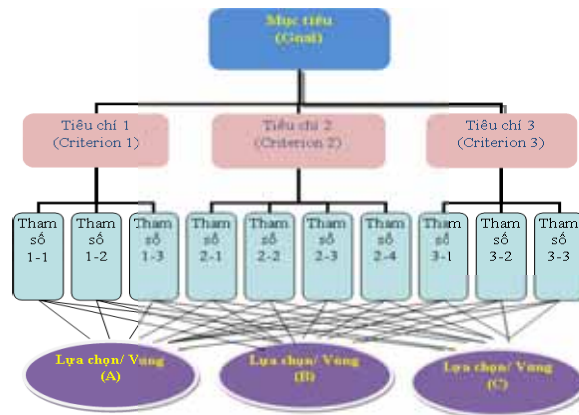 Mục tiêu
(Goal)
Tiêu chí 1
(Criterion 1)
Tiêu chí 2
(Criterion 2)
Tiêu chí 3
(Criterion 3)
Tham
số
1-1
Tham
số
1-2
Tham
số
1-3
Tham
số
2-1
Tham
số
2-2
Tham
số
2-3
Tham
số
2-4
Tham
số
3-1
Tham
số
3-2
Tham
số
3-3
Lựa chọn/ Vùng
(A)
Lựa chọn/ Vùng
(B)
Lựa chọn/ Vùng
(C)